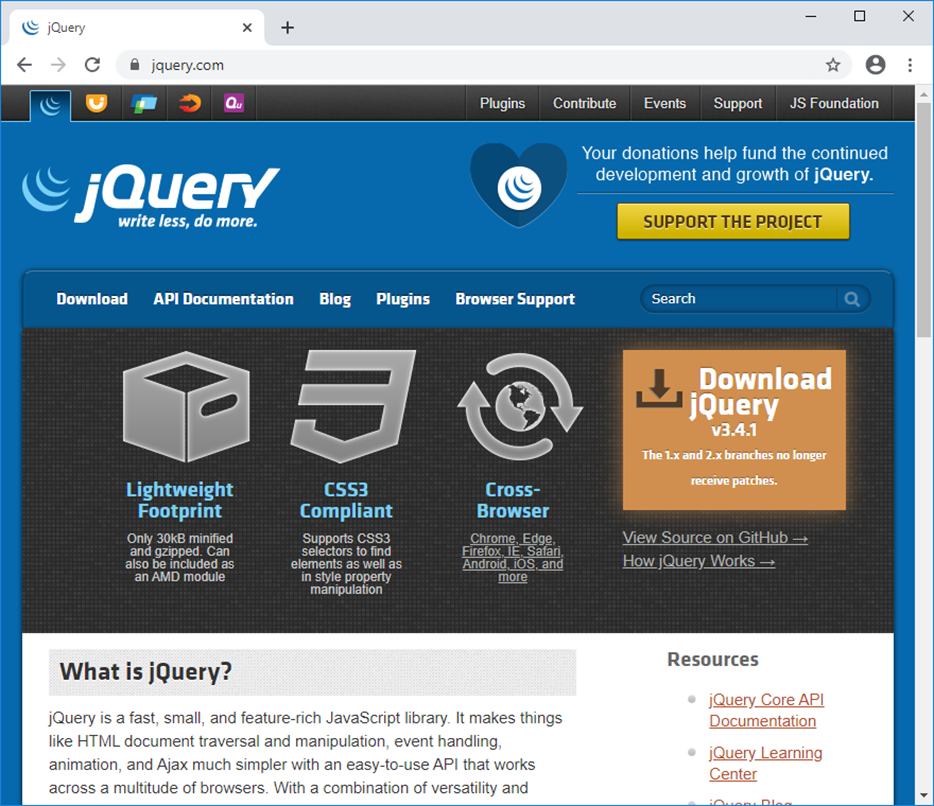 jQuery
jquery.com
Qu
Plugins
Contribute
Events
Support
JS Foundation
jQuery
write less, do more.
Your donations help fund the continued
development and growth of jQuery.
SUPPORT THE PROJECT
Download
API Documentation
Blog
Plugins
Browser Support
Search
Lightweight
Footprint
Only 30kB minified
and gzipped. Can
also be included as
an AMD module
CSS3
Compliant
Supports CSS3
selectors to find
elements as well as
in style property
manipulation
Cross-
Browser
Chrome, Edge,
Firefox, IE, Safari,
Android, iOS, and
more
Download
jQuery
v3.4.1
The 1.x and 2.x branches no longer
receive patches.
View Source on GitHub →
How jQuery Works →
What is jQuery?
jQuery is a fast, small, and feature-rich JavaScript library. It makes things
like HTML document traversal and manipulation, event handling,
animation, and Ajax much simpler with an easy-to-use API that works
across a multitude of browsers. With a combination of versatility and
Resources
jQuery Core API
Documentation
jQuery Learning
Center
jQuery Blog